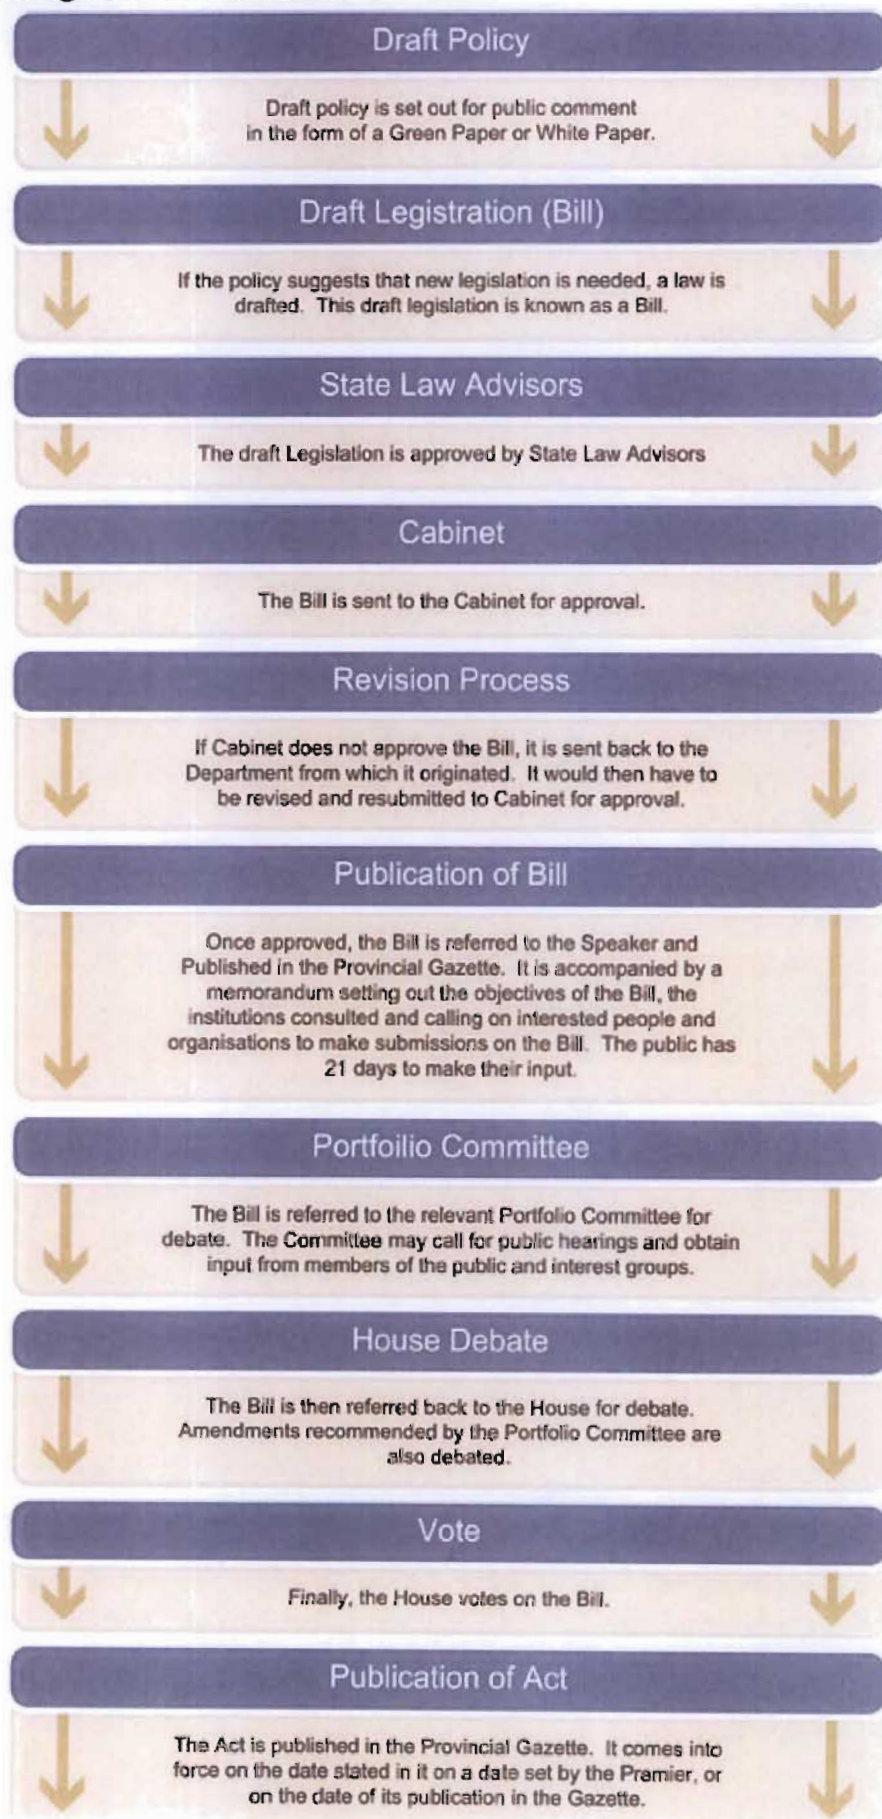 Draft Policy
Draft policy is set out for public comment
in the form of a Green Paper or White Paper.
Draft Legistration (Bill)
If the policy suggests that new legislation is needed, a law is
drafted. This draft legislation is known as a Bill.
State Law Advisors
The draft Legislation is approved by State Law Advisors
Cabinet
The Bill is sent to the Cabinet for approval.
Revision Process
If Cabinet does not approve the Bill, it is sent back to the
Department from which it originated. It would then have to
be revised and resubmitted to Cabinet for approval.
Publication of Bill
Once approved, the Bill is referred to the Speaker and
Published in the Provincial Gazette. It is accompanied by a
memorandum setting out the objectives of the Bill, the
institutions consulted and calling on interested people and
organisations to make submissions on the Bill. The public has
21 days to make their input.
Portfoilio Committee
The Bill is referred to the relevant Portfolio Committee for
debate. The Committee may call for public hearings and obtain
input from members of the public and interest groups.
House Debate
The Bill is then referred back to the House for debate.
Amendments recommended by the Portfolio Committee are
also debated.
Vote
Finally, the House votes on the Bill.
Publication of Act
The Act is published in the Provincial Gazette. It comes into
force on the date stated in it on a date set by the Premier, or
on the date of its publication in the Gazette.